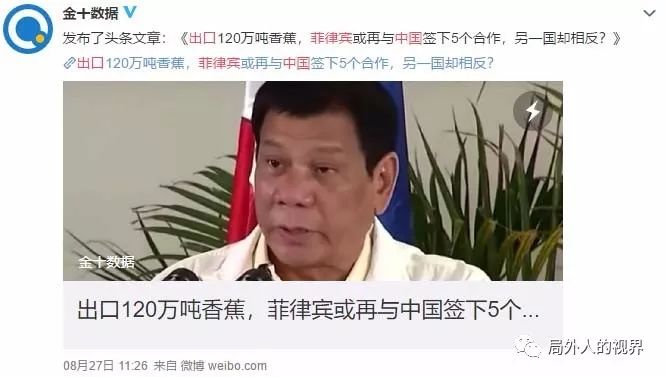 金十数据
发布了头条文章：《出口120万吨香蕉，菲律宾或再与中国签下5个合作，另一国却相反？》
出口120万吨香蕉，菲律宾或再与中国签下5个合作，另一国却相反？
金十数据
出口120万吨香蕉，菲律宾或再与中国签下5个...
08月27日 11:26 来自 微博 weibo.com
局外人的视界